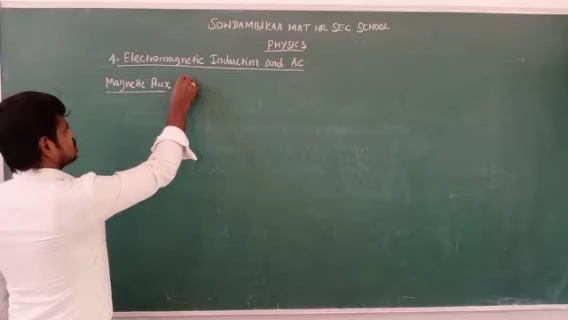 SOWDAMBIKAA MAT HR SEC SCHOOL
PHYSICS
4. Electromagnetic Induction and AC
Magnetic flux